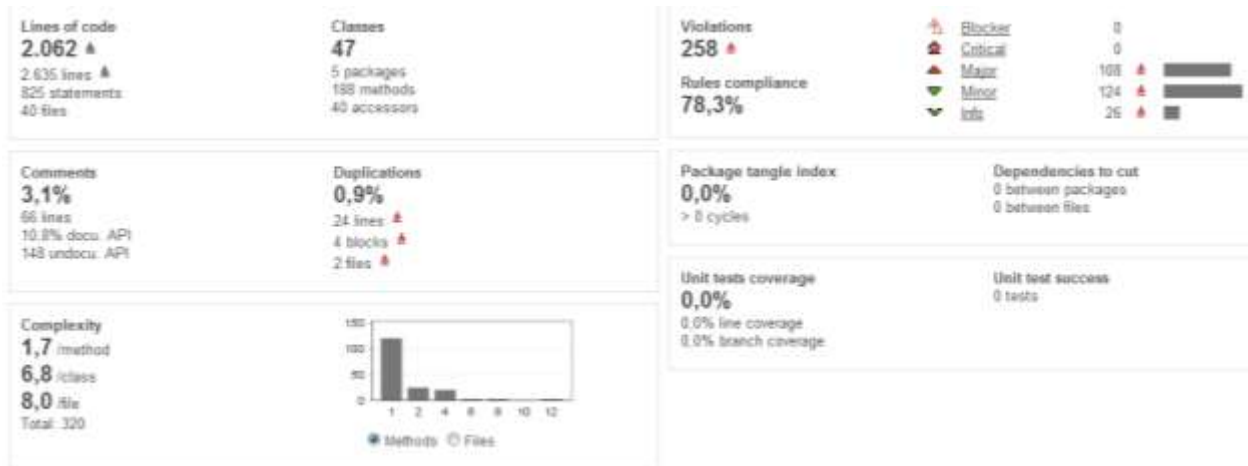 Lines of code
2.062
2.635 lines
825 statements
40 files
Classes
47
5 packages
188 methods
40 accessors
Violations
258
Rules compliance
78,3%
Blocker 0
Critical 0
Major 108
Minor 124
Info 26
Comments
3,1%
66 lines
10.8% docu. API
148 undocu. API
Duplications
0,9%
24 lines
4 blocks
2 files
Package tangle index
0,0%
> 0 cycles
Dependencies to cut
0 between packages
0 between files
Unit tests coverage
0,0%
0,0% line coverage
0,0% branch coverage
Unit test success
0 tests
Complexity
1,7 /method
6,8 /class
8,0 /file
Total: 320
150
100
50
0
1 2 4 6 8 10 12
Methods Files